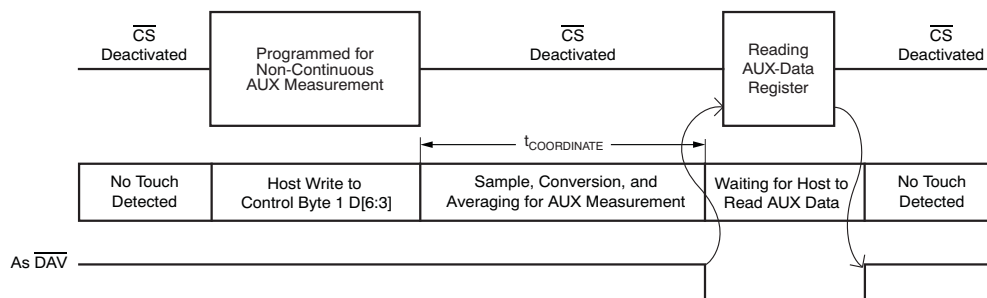 CS
Deactivated
Programmed for
Non-Continuous
AUX Measurement
CS
Deactivated
Reading
AUX-Data
Register
CS
Deactivated
tCOORDINATE
No Touch
Detected
Host Write to
Control Byte 1 D[6:3]
Sample, Conversion, and
Averaging for AUX Measurement
Waiting for Host to
Read AUX Data
No Touch
Detected
As DAV